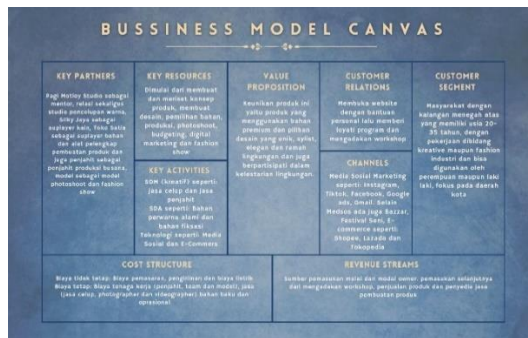 BUSSINESS MODEL CANVAS
KEY PARTNERS
Pagi Motley Studio sebagai
mentor, relasi sekaligus
studio pencelupan warna,
Silky Jaya sebagai
suplayer kain, Toko Satia
sebagai suplayer bahan
dan alat pelengkap
pembuatan produk dan
juga penjahit sebagai
penjahit produksi busana,
model sebagai model
photoshoot dan fashion
show
KEY RESOURCES
Dimulai dari membuat
dan mariset konsep
produk, membuat
desain, pemilihan bahan,
produksi, photoshoot,
budgeting, digital
marketing dan fashion
show
KEY ACTIVITIES
SDM (kreatif) seperti:
jasa celup dan jasa
penjahit
SDA seperti: Bahan
perwarna alami dan
bahan fiksasi
Teknologi seperti: Media
Sosial dan E-Commers
VALUE
PROPOSITION
Keunikan produk ini
yaitu produk yang
menggunakan bahan
premium dan pilihan
desain yang unik, stylist,
elegan dan ramah
lingkungan dan juga
berpartisipati dalam
kelestarian lingkungan.
CUSTOMER
RELATIONS
Membuka website
dengan bantuan
personal lalu memberi
loyalti program dan
mengadakan workshop
CHANNELS
Media Sosial Marketing
seperti: Instagram,
Tiktok, Facebook, Google
ads, Gmail. Selain
Medsos ada juga Bazzar,
Festival Seni, E-
commerce seperti:
Shopee, Lazada dan
Tokopedia
CUSTOMER
SEGMENT
Masyarakat dengan
kalangan menegah atas
yang memiliki usia 20-
35 tahun, dengan
pekerjaan dibidang
kreative maupun fashion
industri dan bisa
digunakan oleh
perempuan maupun laki
laki, fokus pada daerah
kota
COST STRUCTURE
Biaya tidak tetap: Biaya pemasaran, pengiriman dan biaya listrik
Biaya tetap: Biaya tenaga kerja (penjahit, team dan model), jasa
(jasa celup, photographer dan videographer) bahan baku dan
oprasional
REVENUE STREAMS
Sumber pemasukan mulai dari modal owner, pemasukan selanjutnya
dari mengadakan workshop, penjualan produk dan penyedia jasa
pembuatan produk